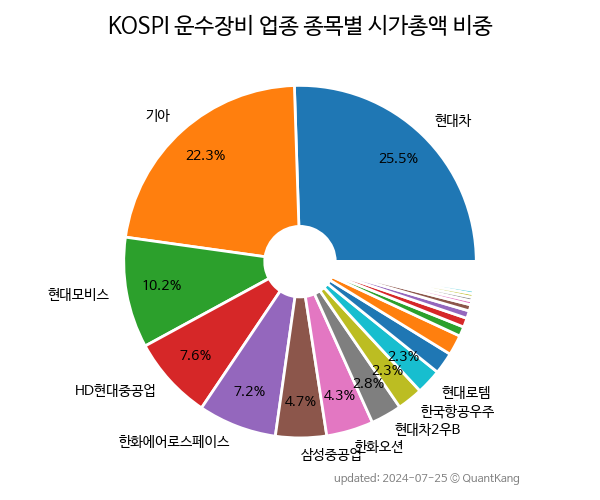 KOSPI 운수장비 업종 종목별 시가총액 비중
기아
현대차
22.3%
25.5%
현대모비스
10.2%
7.6%
7.2%
4.7%
4.3%
2.8%
2.3%
2.3%
HD현대중공업
현대로템
한국항공우주
현대차2우B
한화에어로스페이스
한화오션
삼성중공업
updated: 2024-07-25 © QuantKang